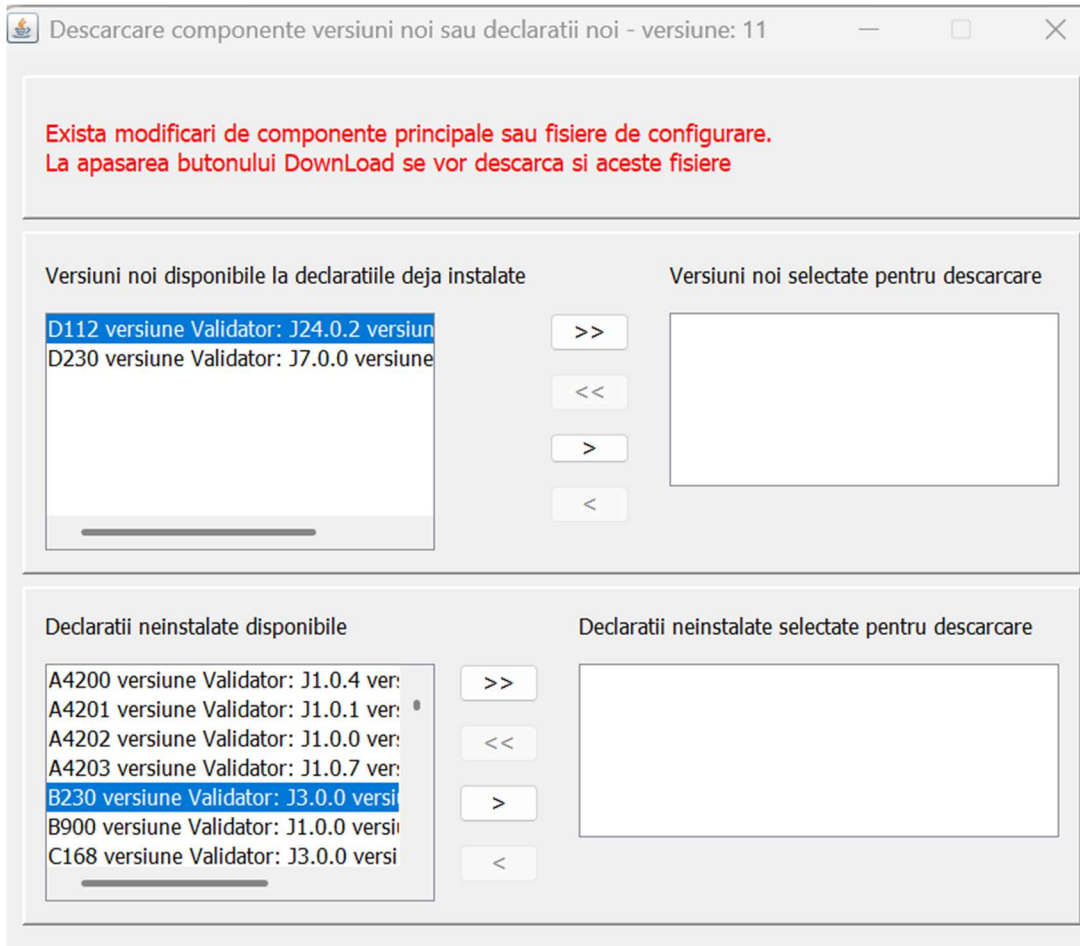 Descarcare componente versiuni noi sau declaratii noi - versiune: 11
Exista modificari de componente principale sau fisiere de configurare.
La apasarea butonului DownLoad se vor descarca si aceste fisiere
Versiuni noi disponibile la declaratiile deja instalate
D112 versiune Validator: J24.0.2 versiun
D230 versiune Validator: J7.0.0 versiune
>>
<<
>
<
Versiuni noi selectate pentru descarcare
Declaratii neinstalate disponibile
A4200 versiune Validator: J1.0.4 ver
A4201 versiune Validator: J1.0.1 ver
A4202 versiune Validator: J1.0.0 ver
A4203 versiune Validator: J1.0.7 ver
B230 versiune Validator: J3.0.0 versi
B900 versiune Validator: J1.0.0 versi
C168 versiune Validator: J3.0.0 versi
>>
<<
>
<
Declaratii neinstalate selectate pentru descarcare